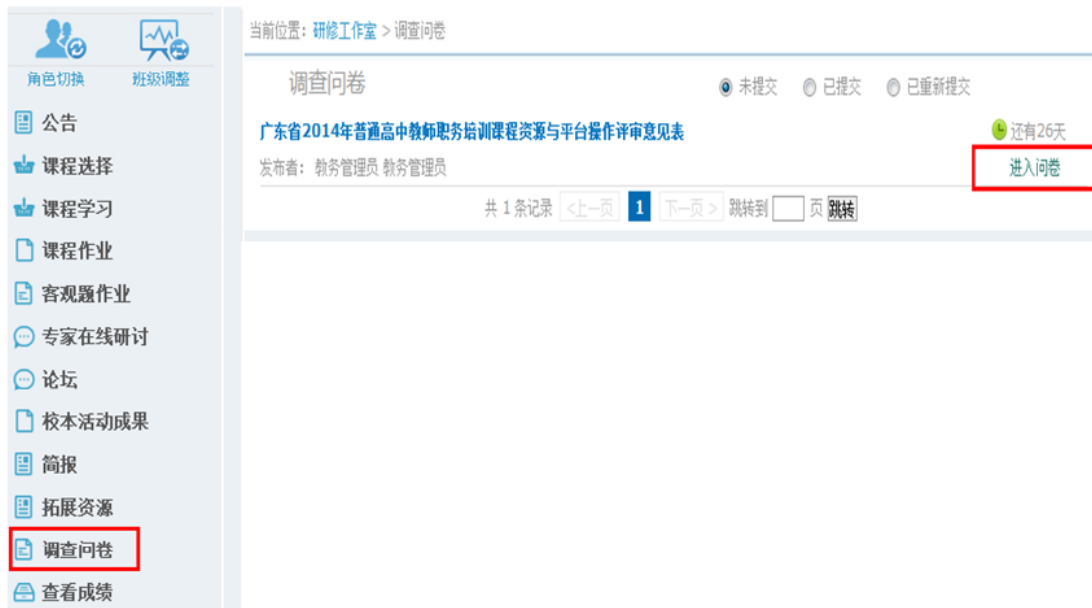 角色切换 班级调整
公告
课程选择
课程学习
课程作业
客观题作业
专家在线研讨
论坛
校本活动成果
简报
拓展资源
调查问卷
查看成绩
当前位置：研修工作室 > 调查问卷
调查问卷 未提交 已提交 已重新提交
广东省2014年普通高中教师职务培训课程资源与平台操作评审意见表 还有26天
发布者： 教务管理员 教务管理员 进入问卷
共 1 条记录 <上一页 1 下一页 > 跳转到 页 跳转